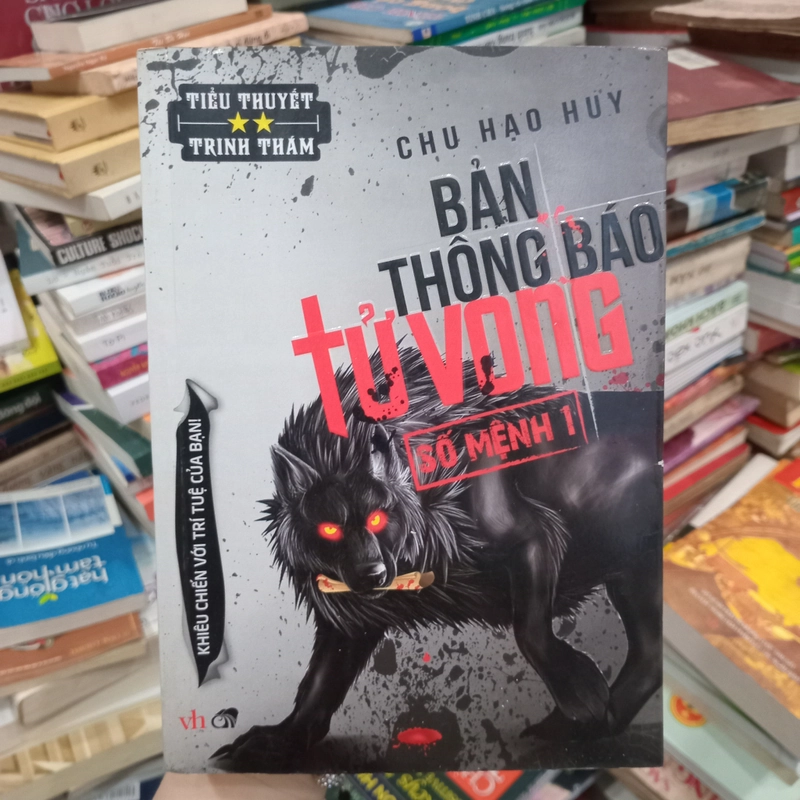 TIỂU THUYẾT
TRINH THÁM
CHU HẠO HUY
BẢN
THÔNG BÁO
TỬ VONG
SỐ MỆNH 1
KHIÊU CHIẾN VỚI TRÍ TUỆ CỦA BẠN!
vh
CULTURE SHOCK
hạt giống
tâm hồn